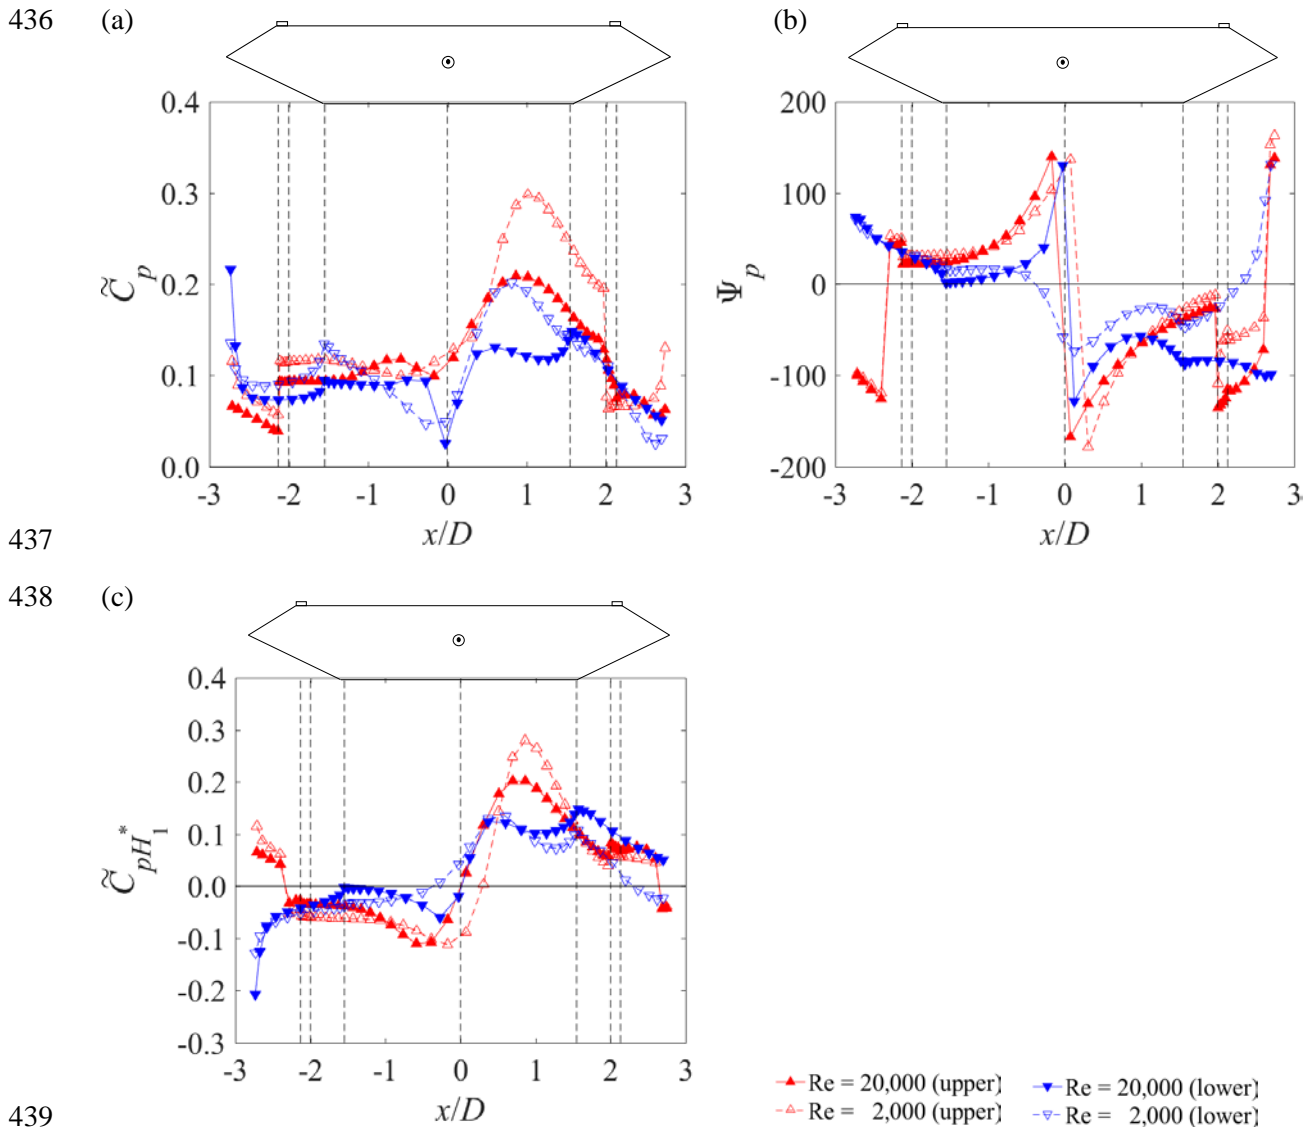 436 (a) (b)
0.4
0.3
0.2
0.1
0.0
C̃p
-3 -2 -1 0 1 2 3
x/D
200
100
0
-100
-200
Ψp
-3 -2 -1 0 1 2 3
x/D
437
438 (c)
0.4
0.3
0.2
0.1
0.0
-0.1
-0.2
-0.3
C̃pH1*
-3 -2 -1 0 1 2 3
x/D
Re = 20,000 (upper)
Re = 20,000 (lower)
Re = 2,000 (upper)
Re = 2,000 (lower)
439